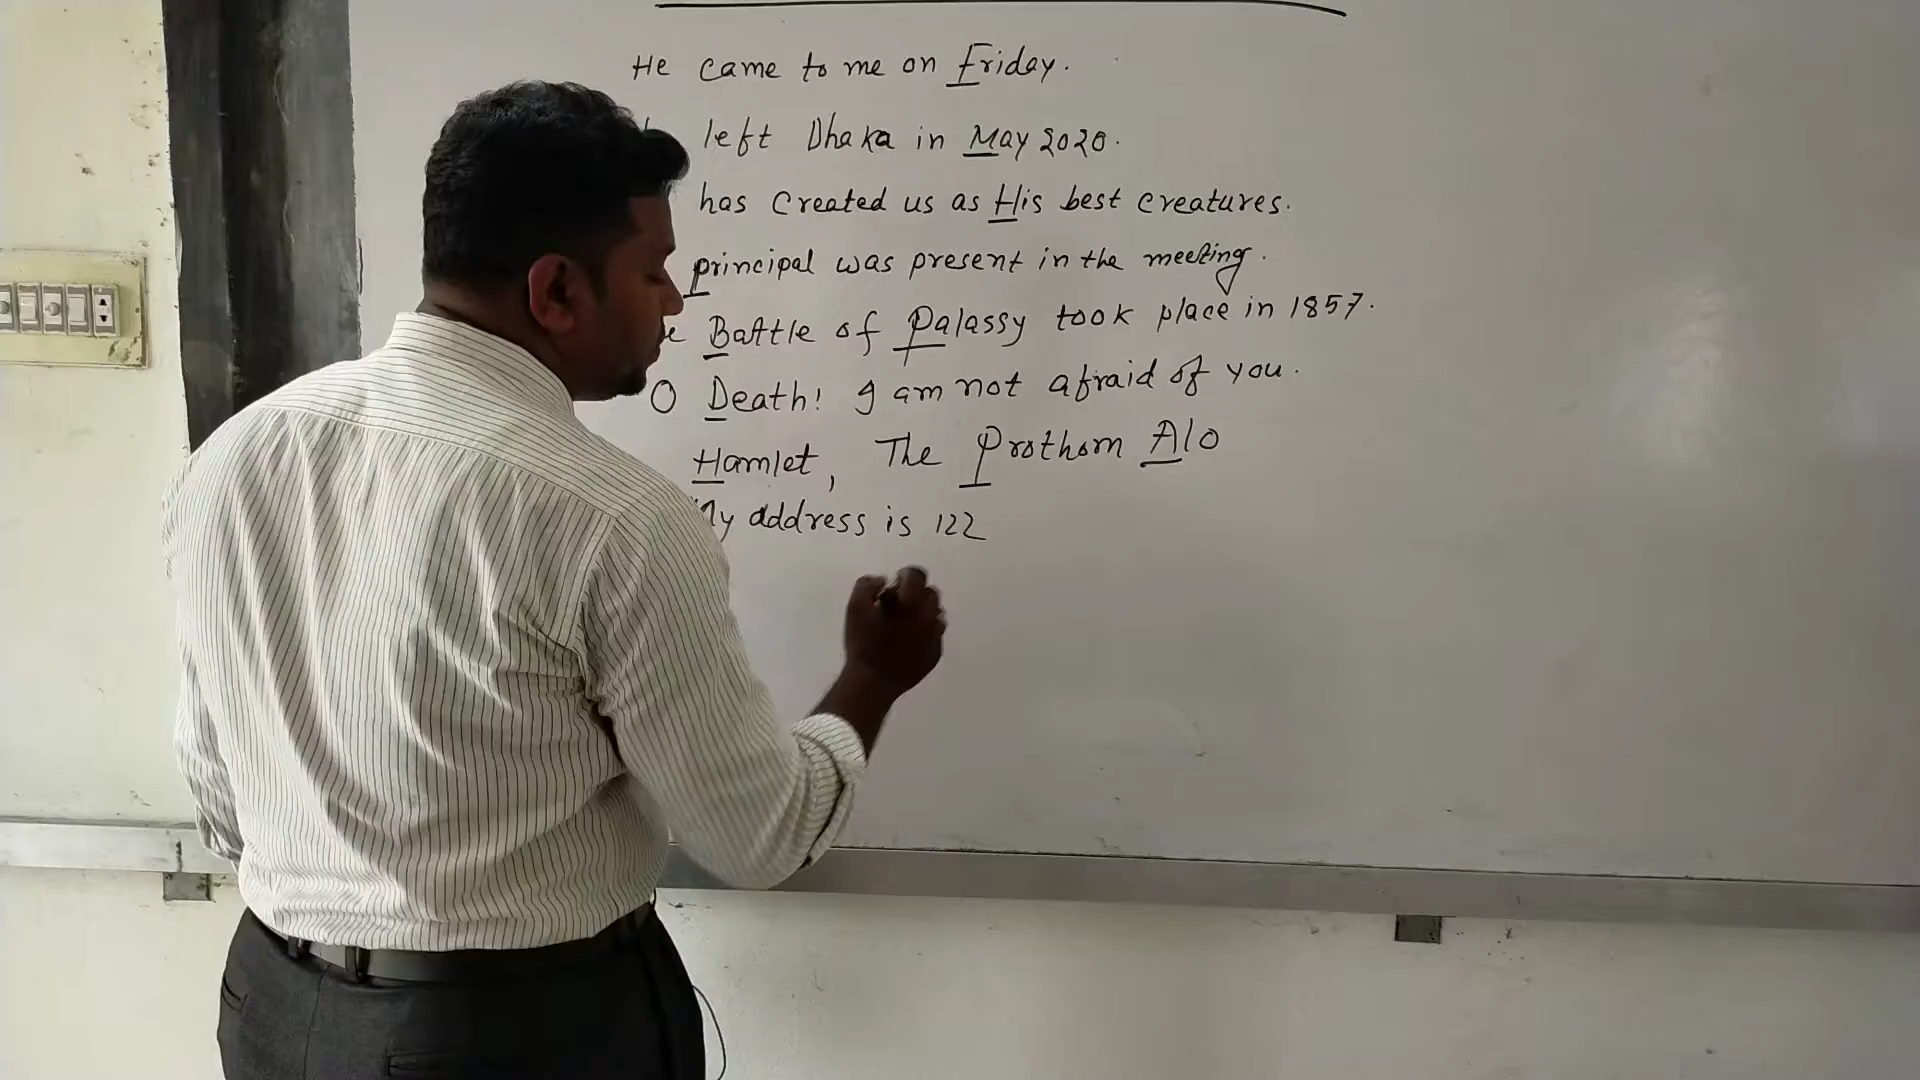 He came to me on Friday.
left Dhaka in May 2020.
has created us as His best creatures.
principal was present in the meeting.
Battle of Palassy took place in 1857.
O Death! I am not afraid of you.
Hamlet, The Prothom Alo
My address is 122